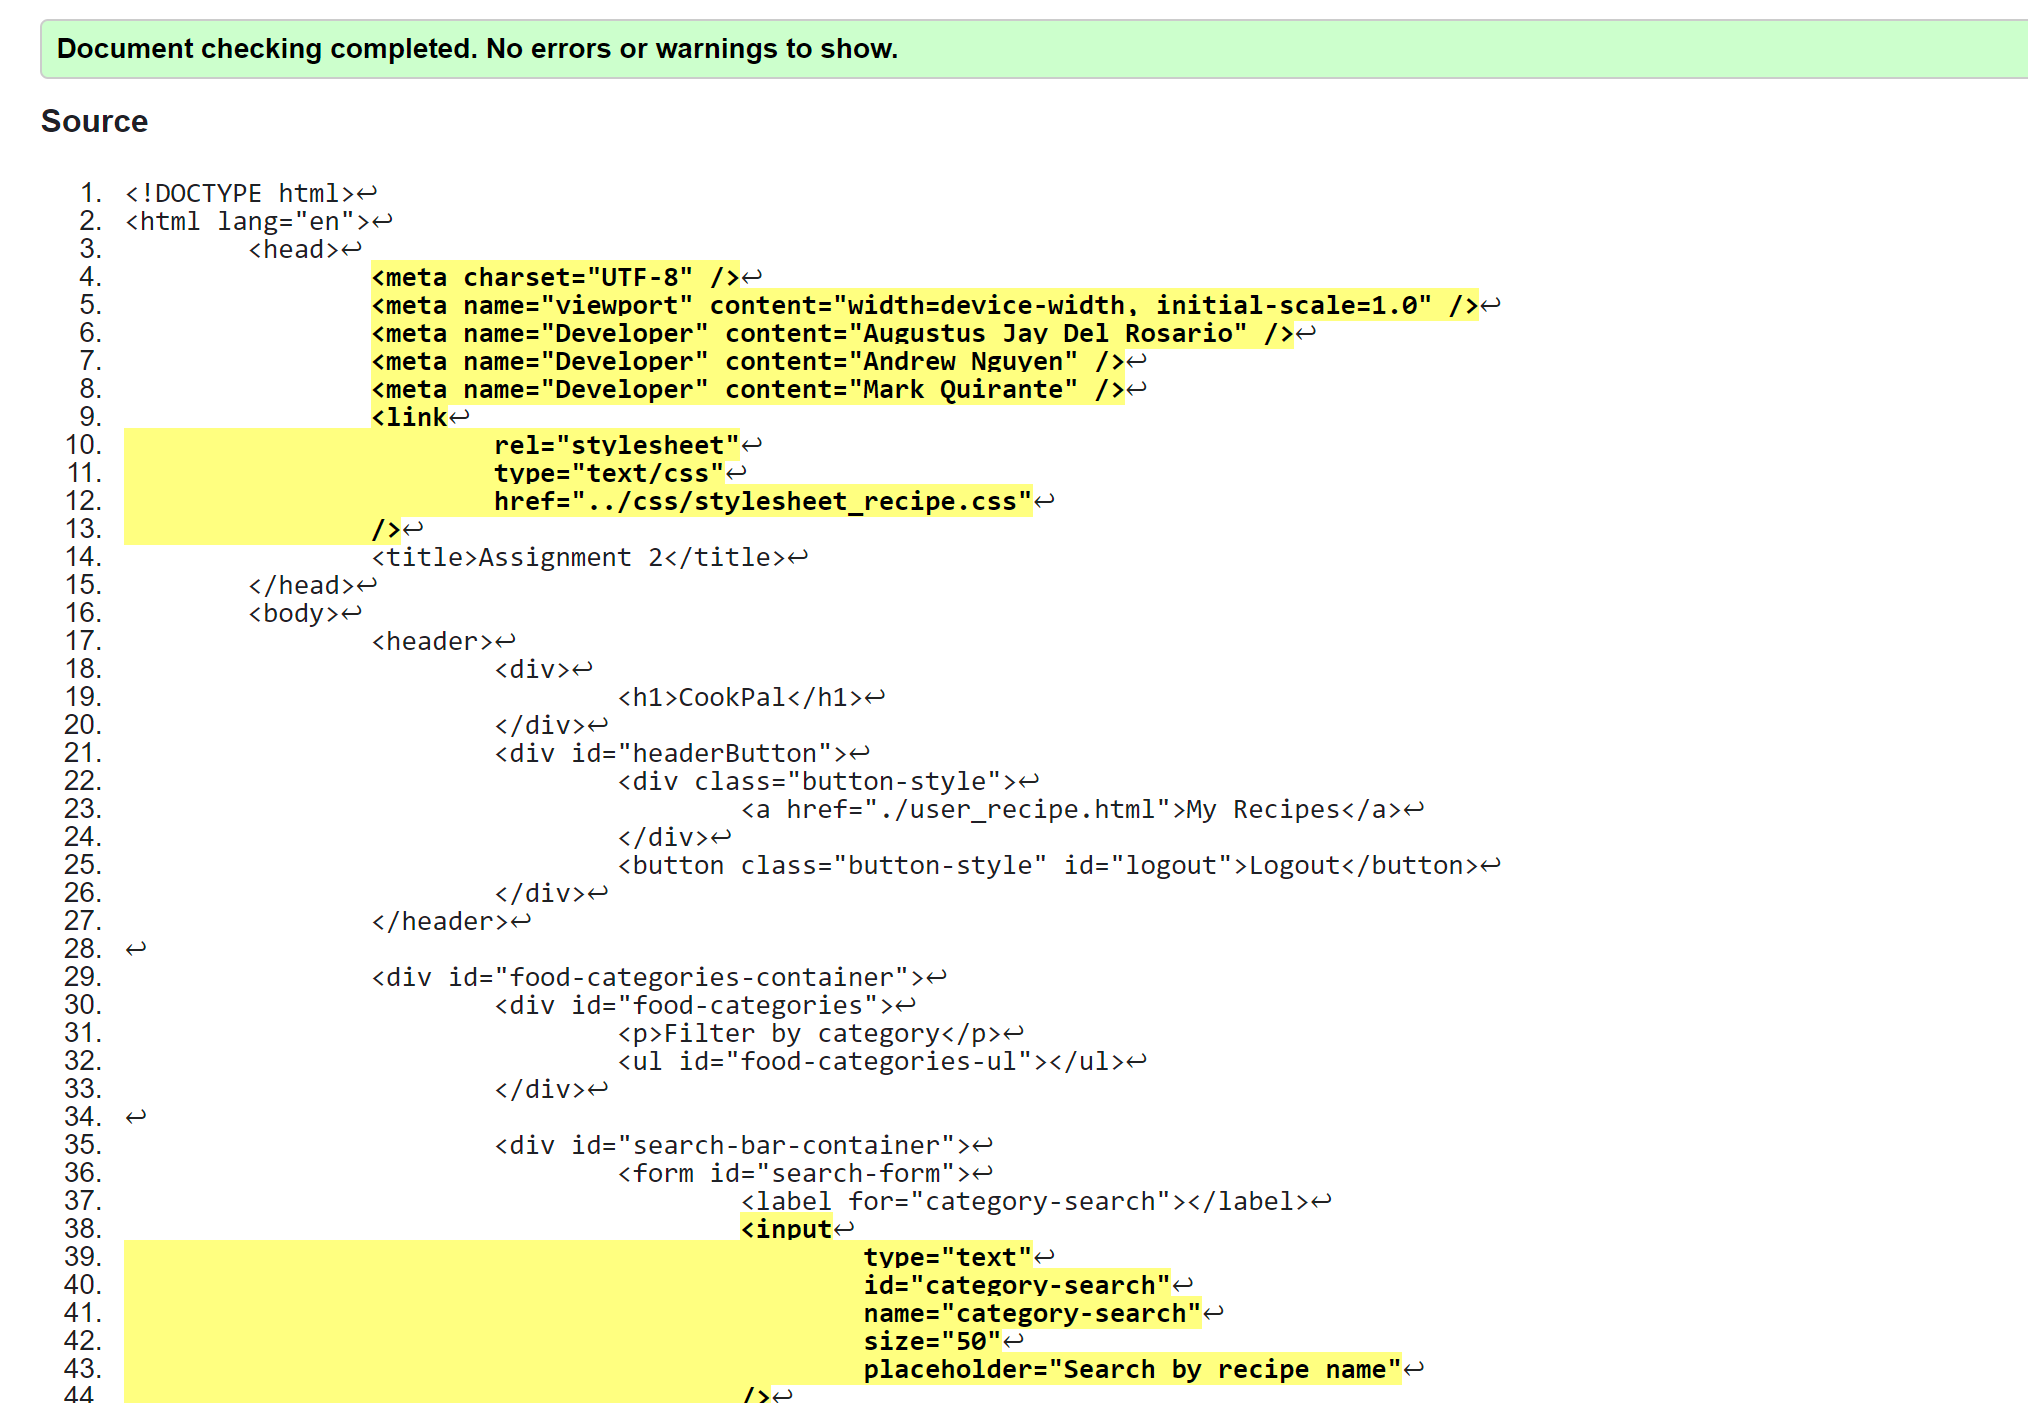 Document checking completed. No errors or warnings to show.
Source
1. <!DOCTYPE html>↩
2. <html lang="en">↩
3. <head>↩
4. <meta charset="UTF-8" />↩
5. <meta name="viewport" content="width=device-width, initial-scale=1.0" />↩
6. <meta name="Developer" content="Augustus Jay Del Rosario" />↩
7. <meta name="Developer" content="Andrew Nguyen" />↩
8. <meta name="Developer" content="Mark Quirante" />↩
9. <link↩
10. rel="stylesheet"↩
11. type="text/css"↩
12. href="../css/stylesheet_recipe.css"↩
13. />↩
14. <title>Assignment 2</title>↩
15. </head>↩
16. <body>↩
17. <header>↩
18. <div>↩
19. <h1>CookPal</h1>↩
20. </div>↩
21. <div id="headerButton">↩
22. <div class="button-style">↩
23. <a href="./user_recipe.html">My Recipes</a>↩
24. </div>↩
25. <button class="button-style" id="logout">Logout</button>↩
26. </div>↩
27. </header>↩
28. ↩
29. <div id="food-categories-container">↩
30. <div id="food-categories">↩
31. <p>Filter by category</p>↩
32. <ul id="food-categories-ul"></ul>↩
33. </div>↩
34. ↩
35. <div id="search-bar-container">↩
36. <form id="search-form">↩
37. <label for="category-search"></label>↩
38. <input↩
39. type="text"↩
40. id="category-search"↩
41. name="category-search"↩
42. size="50"↩
43. placeholder="Search by recipe name"↩
44 />↩